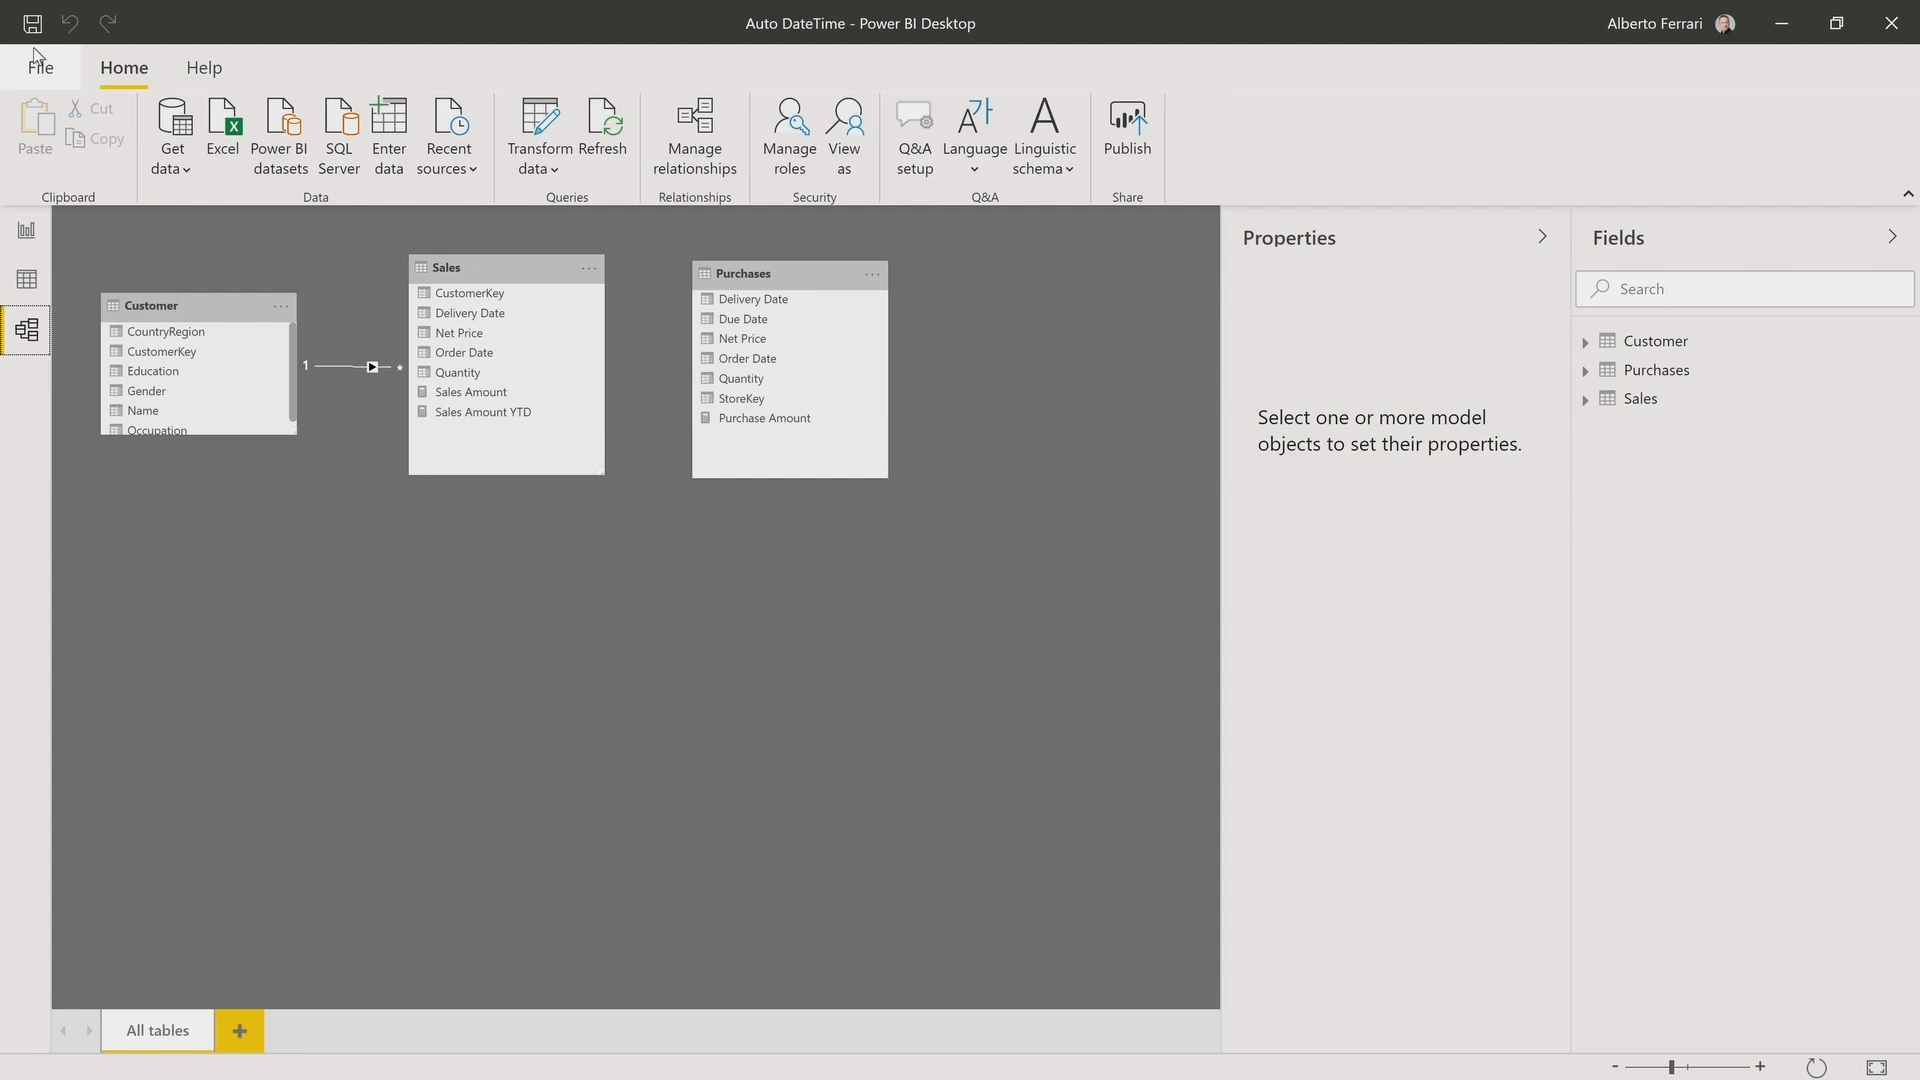 Auto DateTime - Power BI Desktop
Alberto Ferrari
File
Home
Help
Paste
Cut
Copy
Clipboard
Get data
Excel
Power BI datasets
SQL Server
Enter data
Recent sources
Data
Transform data
Refresh
Queries
Manage relationships
Relationships
Manage roles
View as
Security
Q&A setup
Language
Linguistic schema
Q&A
Publish
Share
Customer
CountryRegion
CustomerKey
Education
Gender
Name
Occupation
1
*
Sales
CustomerKey
Delivery Date
Net Price
Order Date
Quantity
Sales Amount
Sales Amount YTD
Purchases
Delivery Date
Due Date
Net Price
Order Date
Quantity
StoreKey
Purchase Amount
Properties
Select one or more model
objects to set their properties.
Fields
Search
Customer
Purchases
Sales
All tables